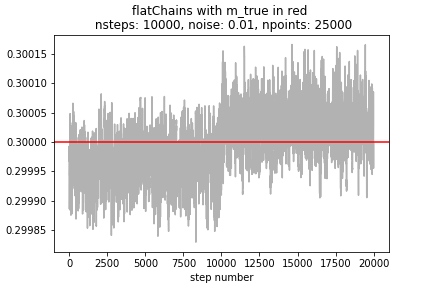 flatChains with m_true in red
nsteps: 10000, noise: 0.01, npoints: 25000
0.30015
0.30010
0.30005
0.30000
0.29995
0.29990
0.29985
0 2500 5000 7500 10000 12500 15000 17500 20000
step number